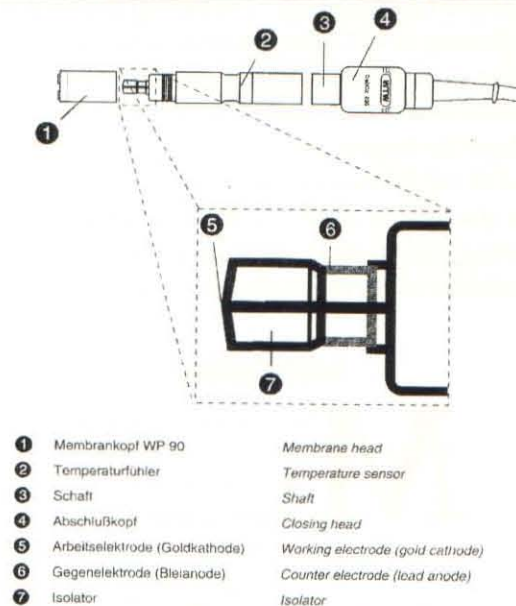 3
4
2
WTW
1
5
6
7
1 Membrankopf WP 90 Membrane head
2 Temperaturfühler Temperature sensor
3 Schaft Shaft
4 Abschlußkopf Closing head
5 Arbeitselektrode (Goldkathode) Working electrode (gold cathode)
6 Gegenelektrode (Bleianode) Counter electrode (lead anode)
7 Isolator Isolator